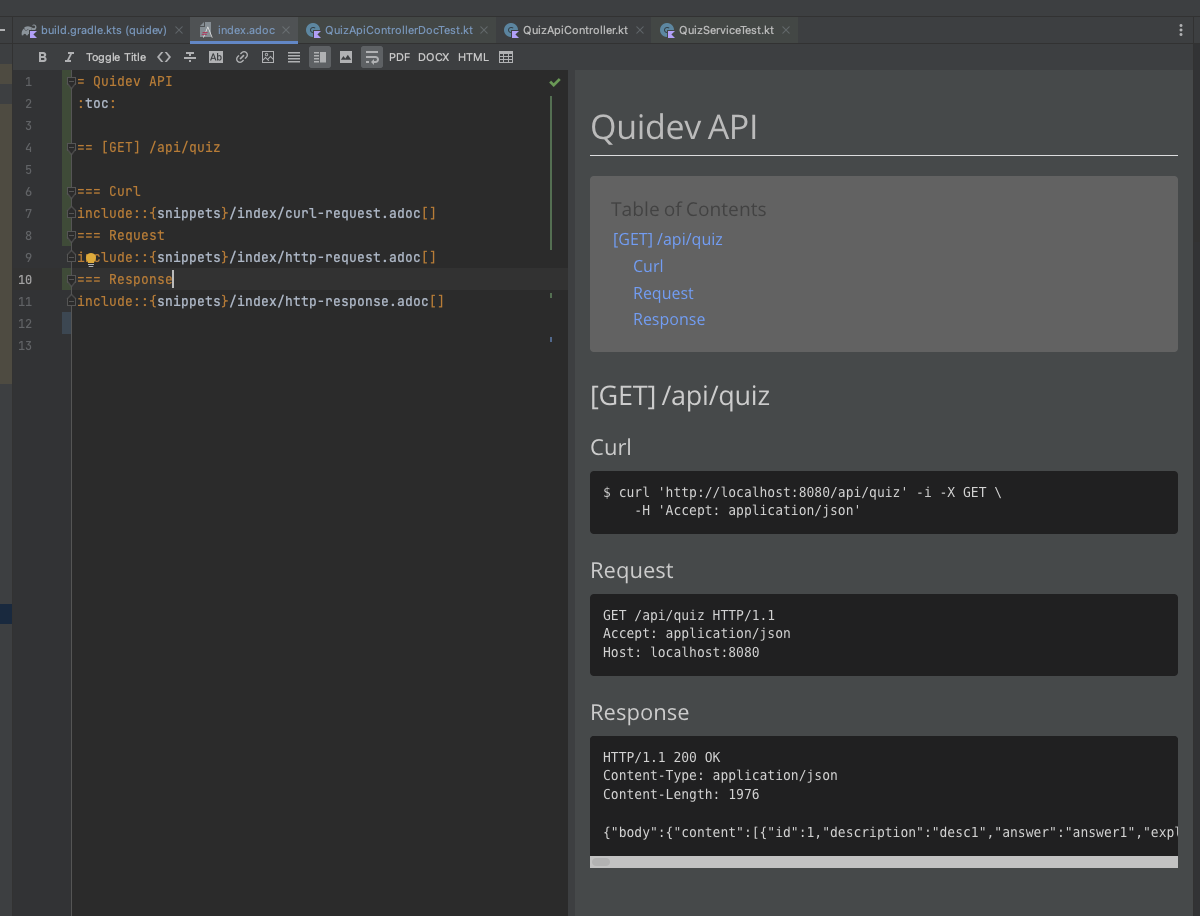 build.gradle.kts (quidev)
index.adoc
QuizApiControllerDocTest.kt
QuizApiController.kt
QuizServiceTest.kt
B I Toggle Title <> Ab PDF DOCX HTML
1 = Quidev API
2 :toc:
3
4 == [GET] /api/quiz
5
6 === Curl
7 include::{snippets}/index/curl-request.adoc[]
8 === Request
9 include::{snippets}/index/http-request.adoc[]
10 === Response
11 include::{snippets}/index/http-response.adoc[]
12
13
Quidev API
Table of Contents
[GET] /api/quiz
Curl
Request
Response
[GET] /api/quiz
Curl
$ curl 'http://localhost:8080/api/quiz' -i -X GET \
-H 'Accept: application/json'
Request
GET /api/quiz HTTP/1.1
Accept: application/json
Host: localhost:8080
Response
HTTP/1.1 200 OK
Content-Type: application/json
Content-Length: 1976
{"body":{"content":[{"id":1,"description":"desc1","answer":"answer1","expl